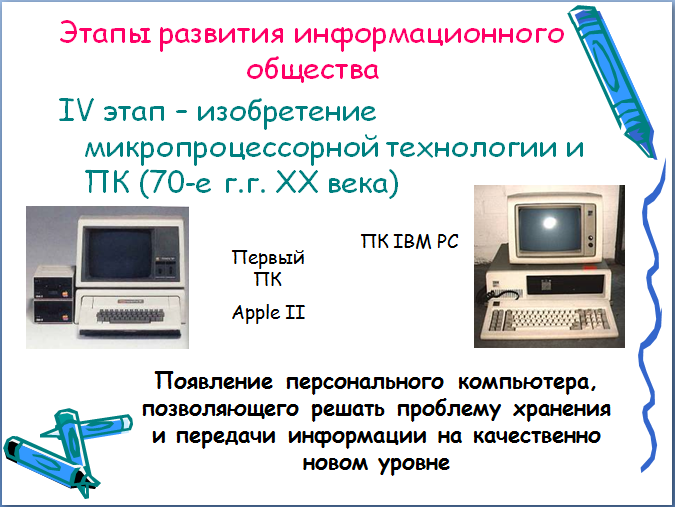 Этапы развития информационного
общества
IV этап – изобретение
микропроцессорной технологии и
ПК (70-е г.г. XX века)
Первый
ПК
Apple II
ПК IBM PC
Появление персонального компьютера,
позволяющего решать проблему хранения
и передачи информации на качественно
новом уровне